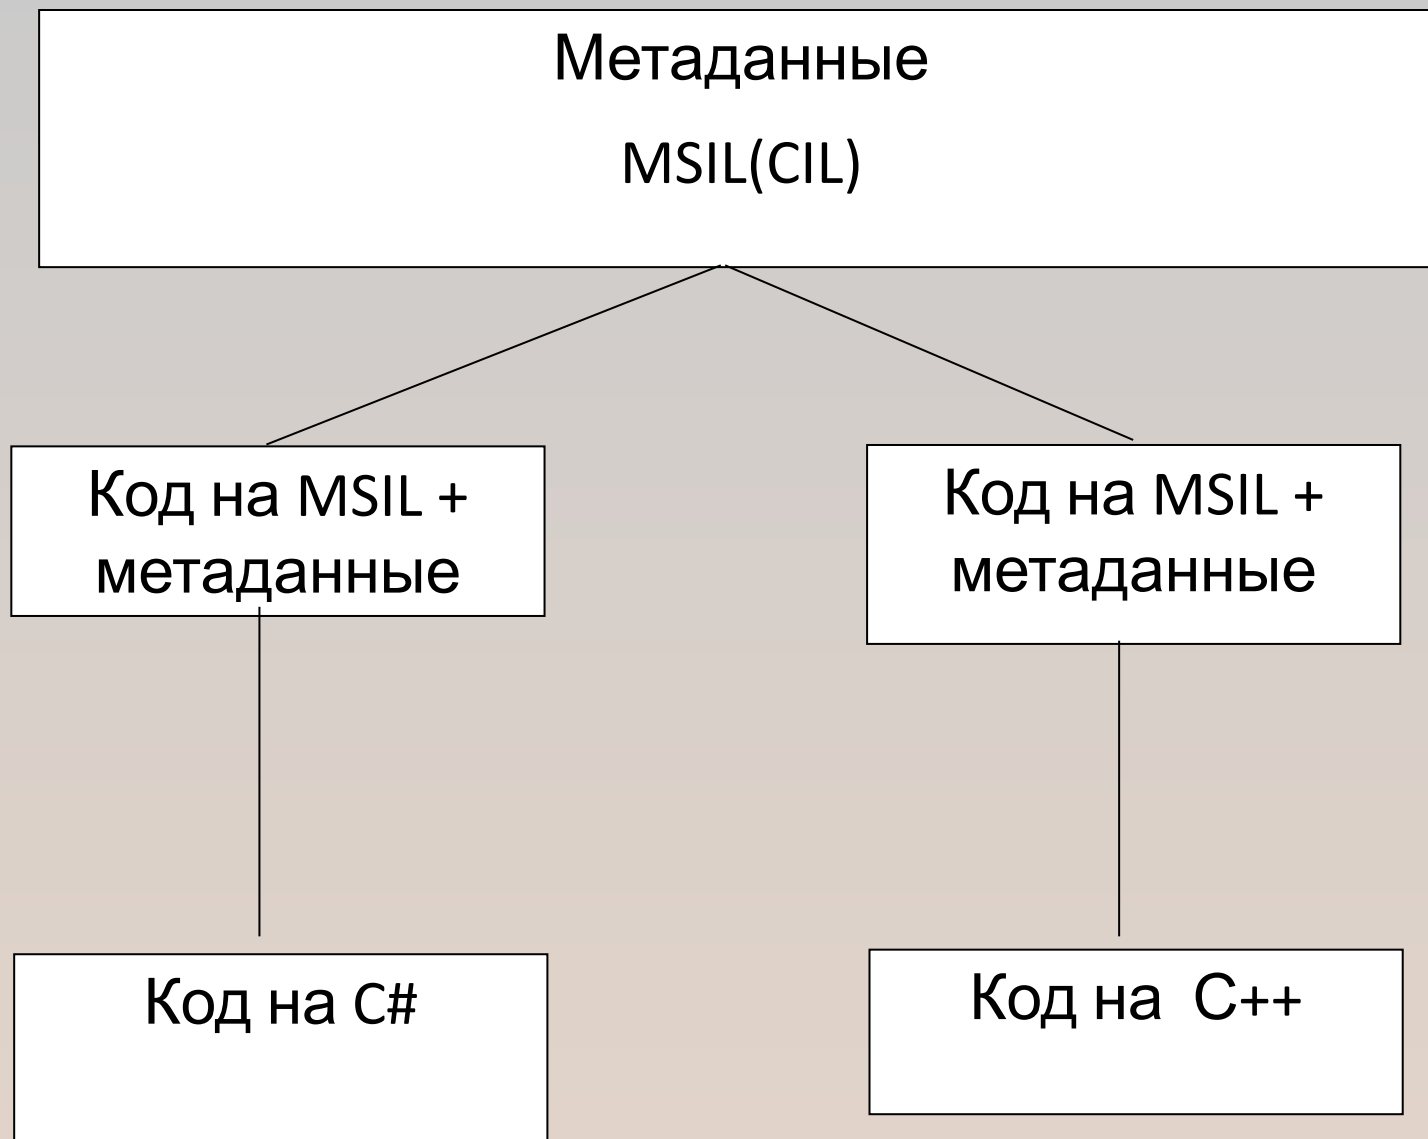 Метаданные
MSIL(CIL)
Код на MSIL +
метаданные
Код на MSIL +
метаданные
Код на C#
Код на C++